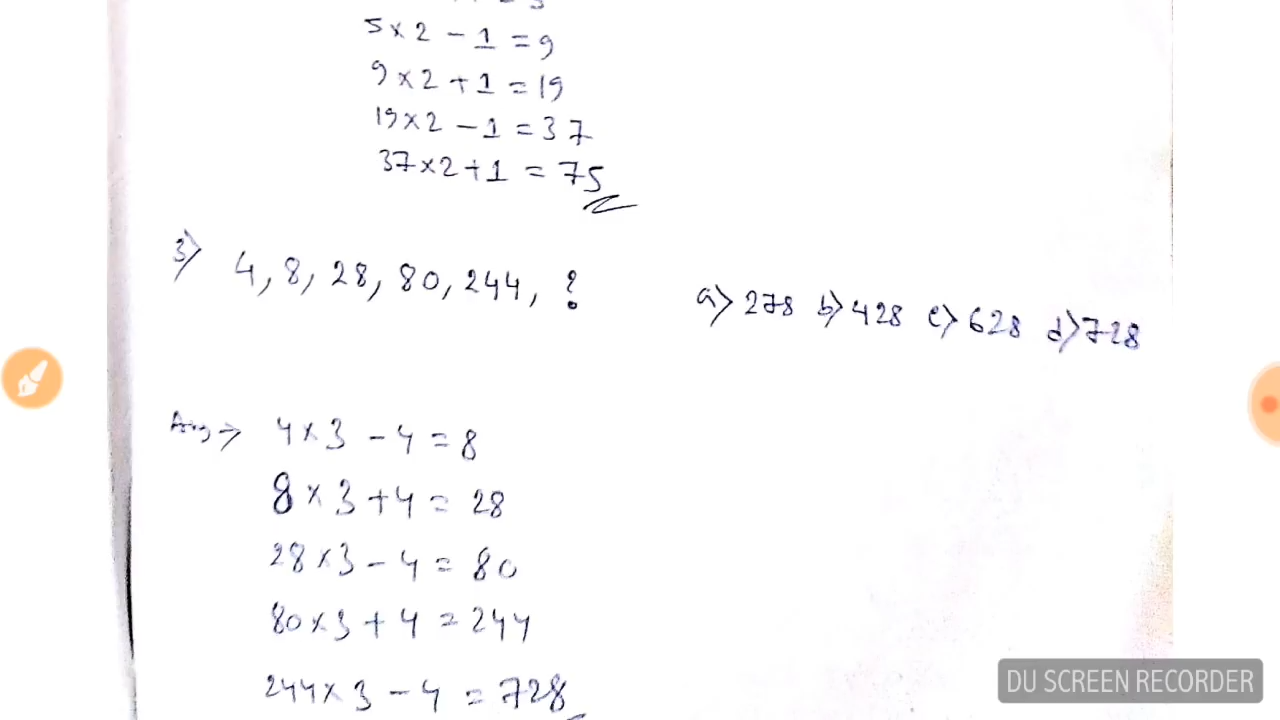 5×2 - 1 = 9
9×2 + 1 = 19
19×2 - 1 = 37
37×2+1 = 75
3) 4, 8, 28, 80, 244, ?
a) 278 b) 428 c) 628 d) 728
Ans → 4×3 - 4 = 8
8×3+4 = 28
28×3 - 4 = 80
80×3 + 4 = 244
244×3 - 4 = 728
DU SCREEN RECORDER